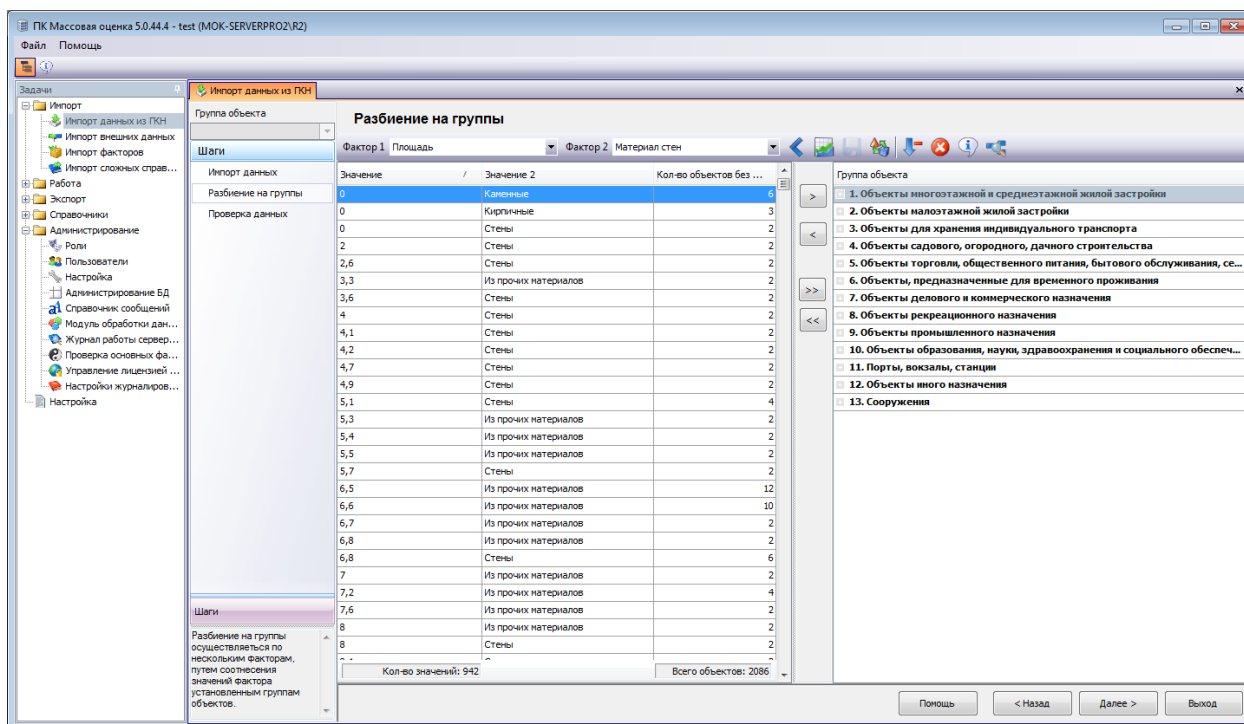 ПК Массовая оценка 5.0.44.4 - test (MOK-SERVERPRO2\R2)
Файл Помощь
Задачи
Импорт
Импорт данных из ГКН
Импорт внешних данных
Импорт факторов
Импорт сложных справ...
Работа
Экспорт
Справочники
Администрирование
Роли
Пользователи
Настройка
Администрирование БД
Справочник сообщений
Модуль обработки дан...
Журнал работы сервер...
Проверка основных фа...
Управление лицензией ...
Настройки журналиров...
Настройка
Импорт данных из ГКН
Группа объекта
Шаги
Импорт данных
Разбиение на группы
Проверка данных
Шаги
Разбиение на группы
осуществляеться по
нескольким факторам,
путем соотнесения
значений фактора
установленным группам
объектов.
Разбиение на группы
Фактор 1 Площадь Фактор 2 Материал стен
Значение / Значение 2 Кол-во объектов без ...
0 Каменные 6
0 Кирпичные 3
0 Стены 2
2 Стены 2
2,6 Стены 2
3,3 Из прочих материалов 2
3,6 Стены 2
4 Стены 2
4,1 Стены 2
4,2 Стены 2
4,7 Стены 2
4,9 Стены 2
5,1 Стены 4
5,3 Из прочих материалов 2
5,4 Из прочих материалов 2
5,5 Из прочих материалов 2
5,7 Стены 2
6,5 Из прочих материалов 12
6,6 Из прочих материалов 10
6,7 Из прочих материалов 2
6,8 Из прочих материалов 2
6,8 Стены 6
7 Из прочих материалов 2
7,2 Из прочих материалов 4
7,6 Из прочих материалов 2
8 Из прочих материалов 2
8 Стены 2
Кол-во значений: 942 Всего объектов: 2086
>
<
>>
<<
Группа объекта
1. Объекты многоэтажной и среднеэтажной жилой застройки
2. Объекты малоэтажной жилой застройки
3. Объекты для хранения индивидуального транспорта
4. Объекты садового, огородного, дачного строительства
5. Объекты торговли, общественного питания, бытового обслуживания, се...
6. Объекты, предназначенные для временного проживания
7. Объекты делового и коммерческого назначения
8. Объекты рекреационного назначения
9. Объекты промышленного назначения
10. Объекты образования, науки, здравоохранения и социального обеспеч...
11. Порты, вокзалы, станции
12. Объекты иного назначения
13. Сооружения
Помощь < Назад Далее > Выход